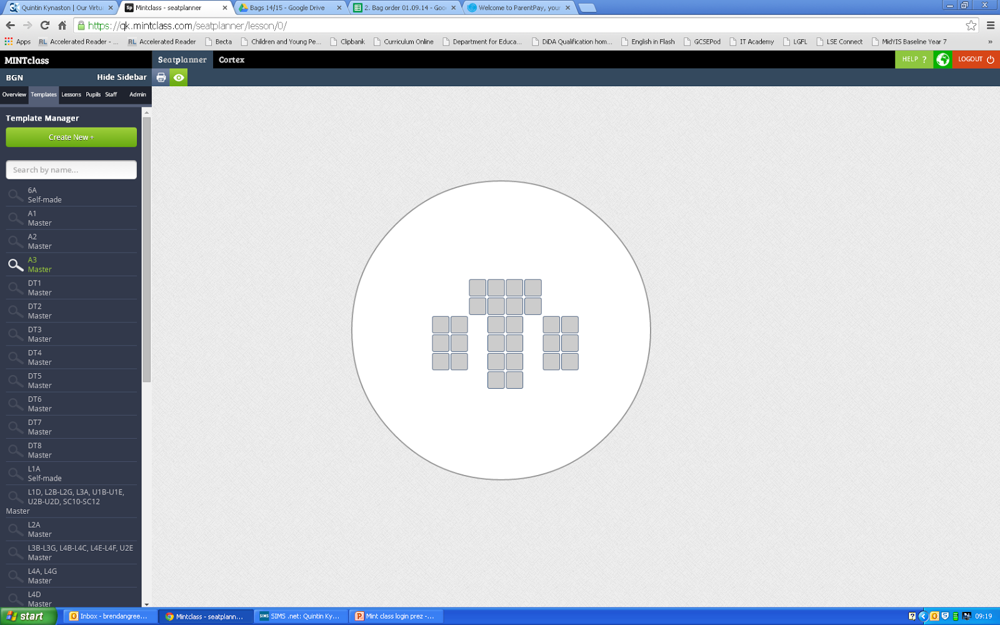 Quintin Kynaston | Our Virtu
Mintclass - seatplanner
Bags 14/15 - Google Drive
2. Bag order 01.09.14 - Goo
Welcome to ParentPay, your
https://qk.mintclass.com/seatplanner/lesson/0/
Apps
RL Accelerated Reader - ...
RL Accelerated Reader
Becta
Children and Young Pe...
Clipbank
Curriculum Online
Department for Educa...
DiDA Qualification hom...
English in Flash
GCSEPod
IT Academy
LGFL
LSE Connect
MidYIS Baseline Year 7
»
MINTclass
Seatplanner
Cortex
HELP ?
LOGOUT
BGN
Hide Sidebar
Overview
Templates
Lessons
Pupils
Staff
Admin
Template Manager
Create New +
Search by name...
6A
Self-made
A1
Master
A2
Master
A3
Master
DT1
Master
DT2
Master
DT3
Master
DT4
Master
DT5
Master
DT6
Master
DT7
Master
DT8
Master
L1A
Self-made
L1D, L2B-L2G, L3A, U1B-U1E,
U2B-U2D, SC10-SC12
Master
L2A
Master
L3B-L3G, L4B-L4C, L4E-L4F, U2E
Master
L4A, L4G
Master
L4D
Master
start
Inbox - brendangree...
Mintclass - seatplann...
SIMS SIMS .net: Quintin Ky...
Mint class login prez -...
09:19